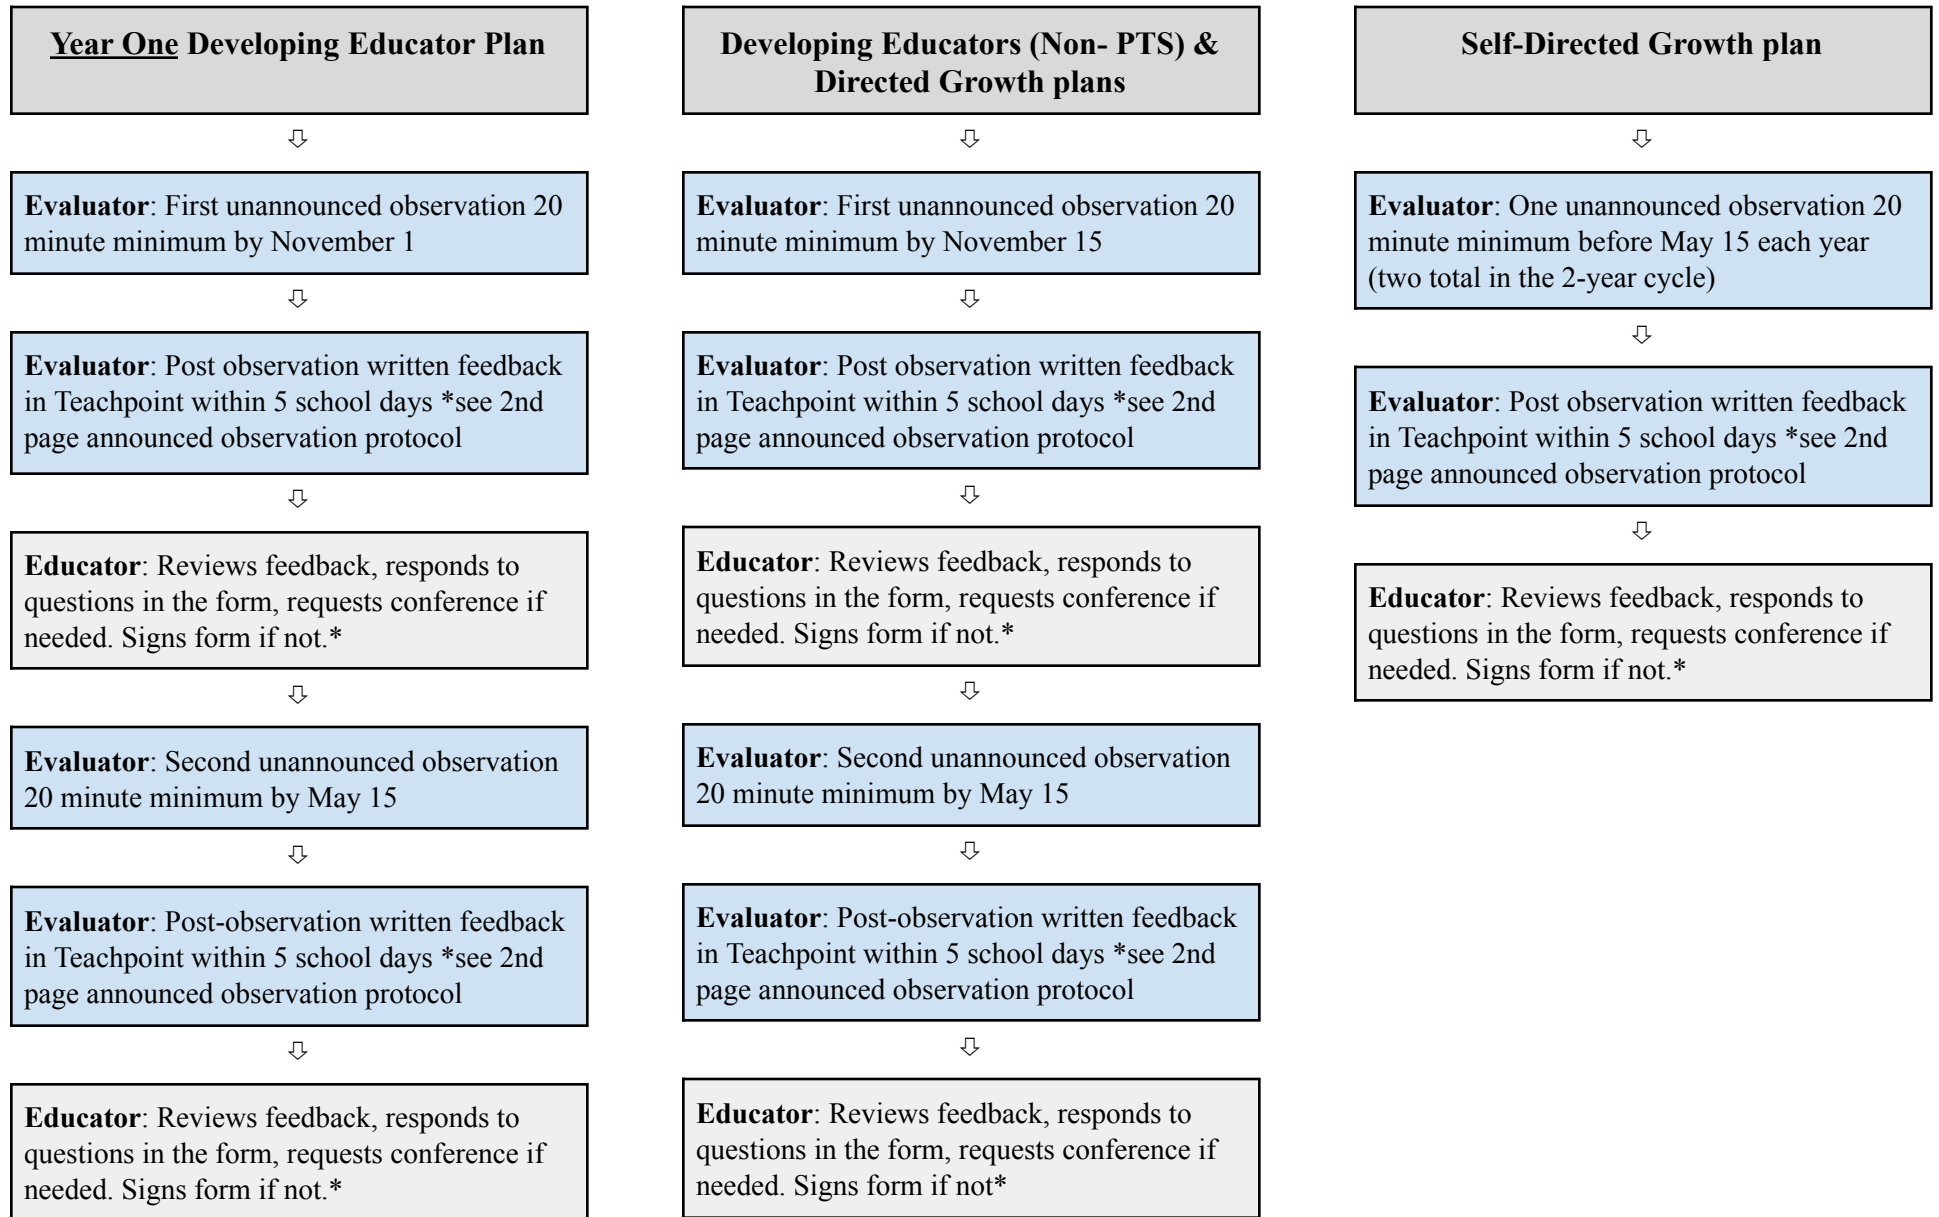 Year One Developing Educator Plan
Evaluator: First unannounced observation 20
minute minimum by November 1
Evaluator: Post observation written feedback
in Teachpoint within 5 school days *see 2nd
page announced observation protocol
Educator: Reviews feedback, responds to
questions in the form, requests conference if
needed. Signs form if not.*
Evaluator: Second unannounced observation
20 minute minimum by May 15
Evaluator: Post-observation written feedback
in Teachpoint within 5 school days *see 2nd
page announced observation protocol
Educator: Reviews feedback, responds to
questions in the form, requests conference if
needed. Signs form if not.*
Developing Educators (Non- PTS) &
Directed Growth plans
Evaluator: First unannounced observation 20
minute minimum by November 15
Evaluator: Post observation written feedback
in Teachpoint within 5 school days *see 2nd
page announced observation protocol
Educator: Reviews feedback, responds to
questions in the form, requests conference if
needed. Signs form if not.*
Evaluator: Second unannounced observation
20 minute minimum by May 15
Evaluator: Post-observation written feedback
in Teachpoint within 5 school days *see 2nd
page announced observation protocol
Educator: Reviews feedback, responds to
questions in the form, requests conference if
needed. Signs form if not*
Self-Directed Growth plan
Evaluator: One unannounced observation 20
minute minimum before May 15 each year
(two total in the 2-year cycle)
Evaluator: Post observation written feedback
in Teachpoint within 5 school days *see 2nd
page announced observation protocol
Educator: Reviews feedback, responds to
questions in the form, requests conference if
needed. Signs form if not.*